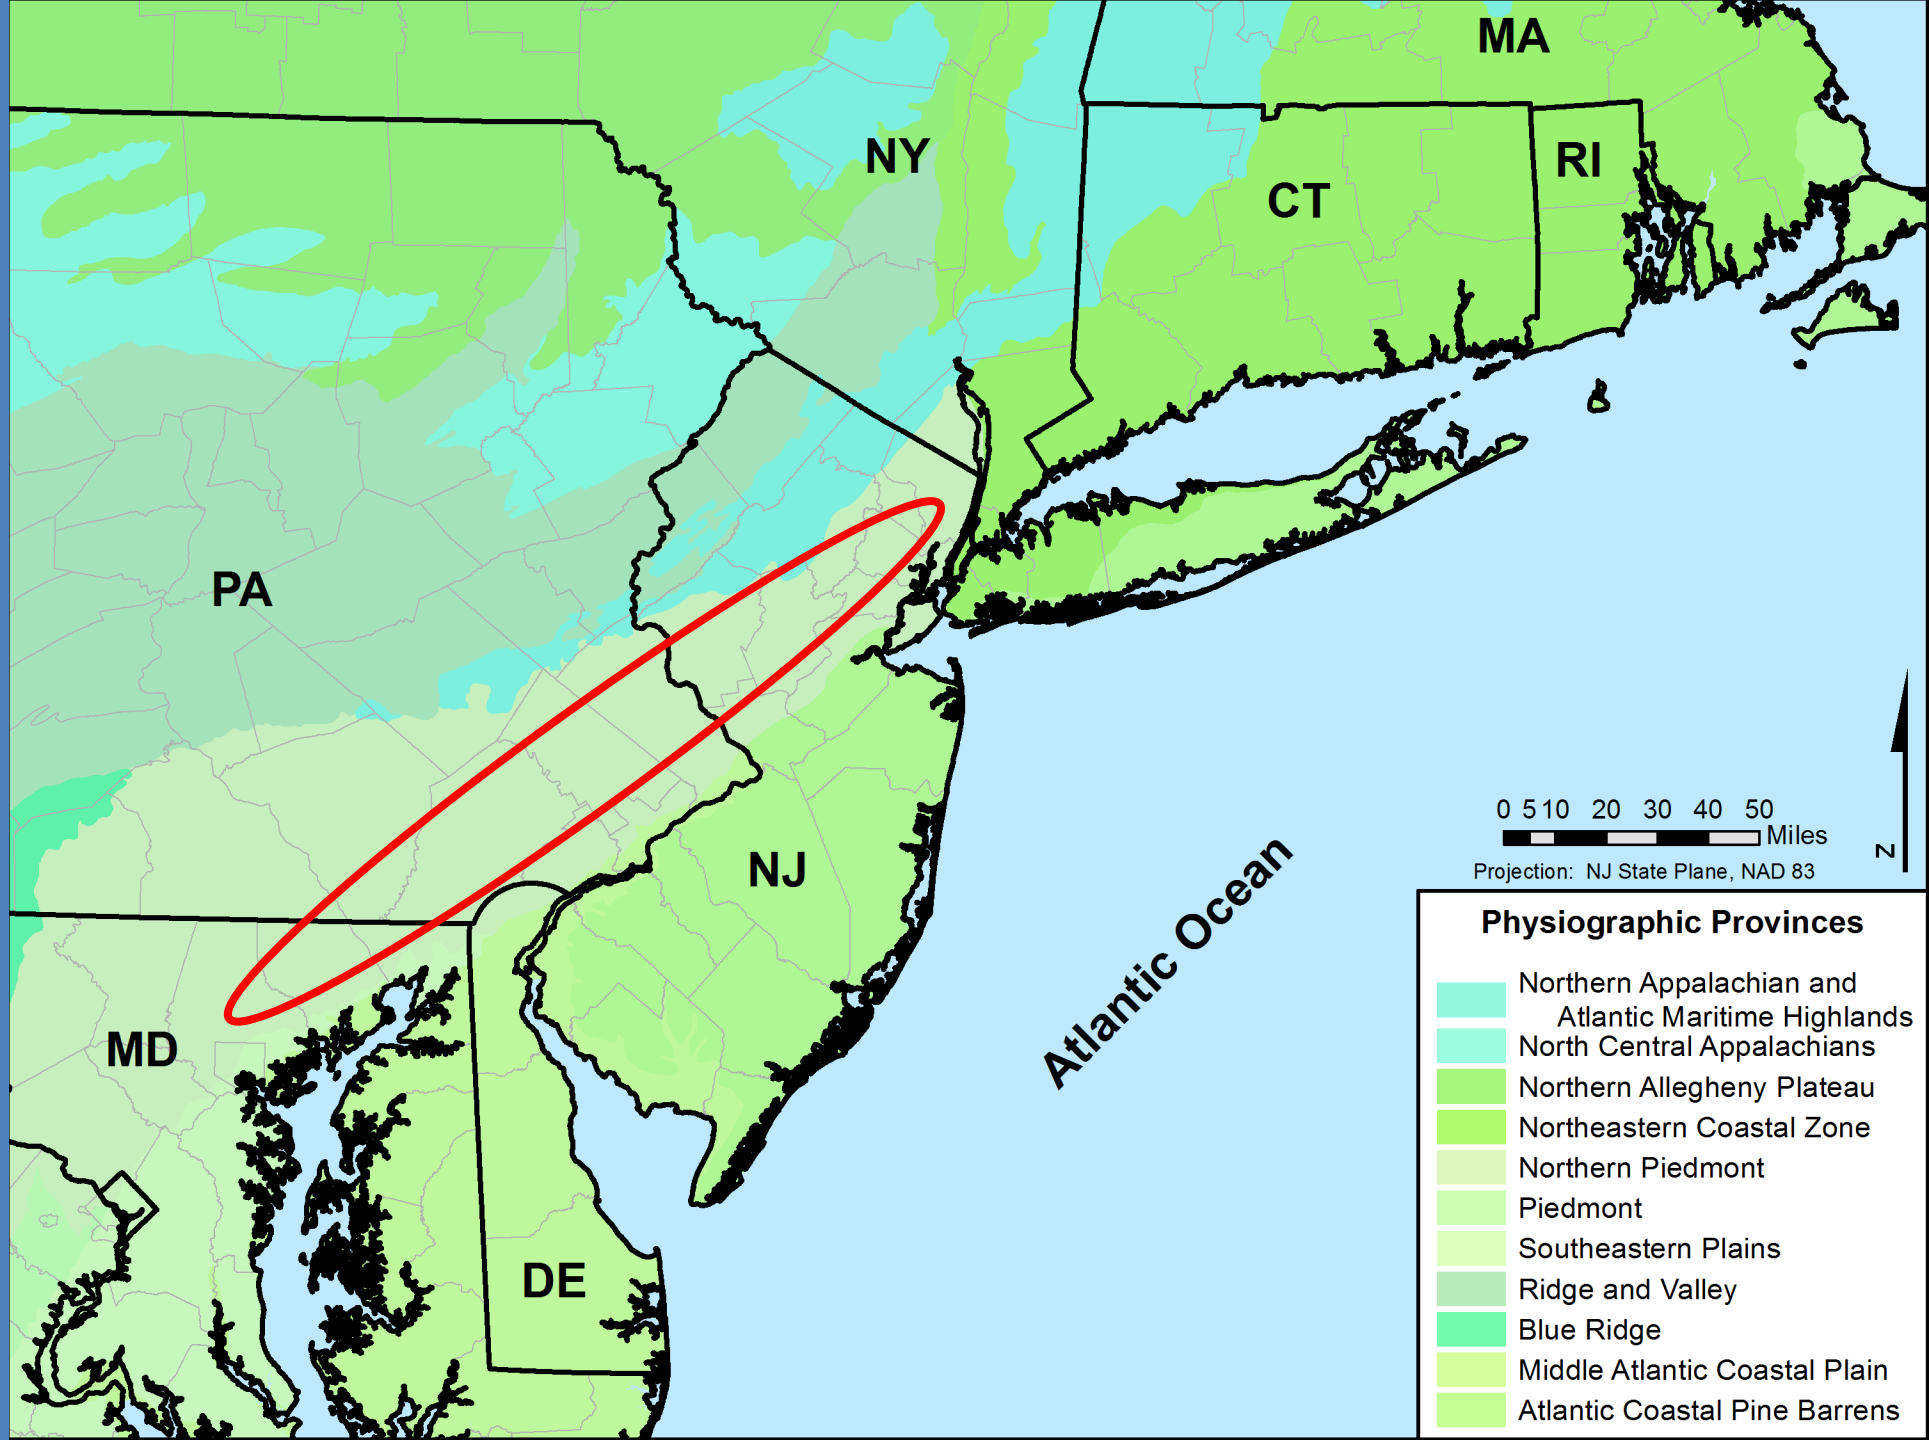 MA
NY
RI
CT
PA
NJ
0 5 10 20 30 40 50
Miles
Projection: NJ State Plane, NAD 83
N
Atlantic Ocean
MD
DE
Physiographic Provinces
Northern Appalachian and
Atlantic Maritime Highlands
North Central Appalachians
Northern Allegheny Plateau
Northeastern Coastal Zone
Northern Piedmont
Piedmont
Southeastern Plains
Ridge and Valley
Blue Ridge
Middle Atlantic Coastal Plain
Atlantic Coastal Pine Barrens